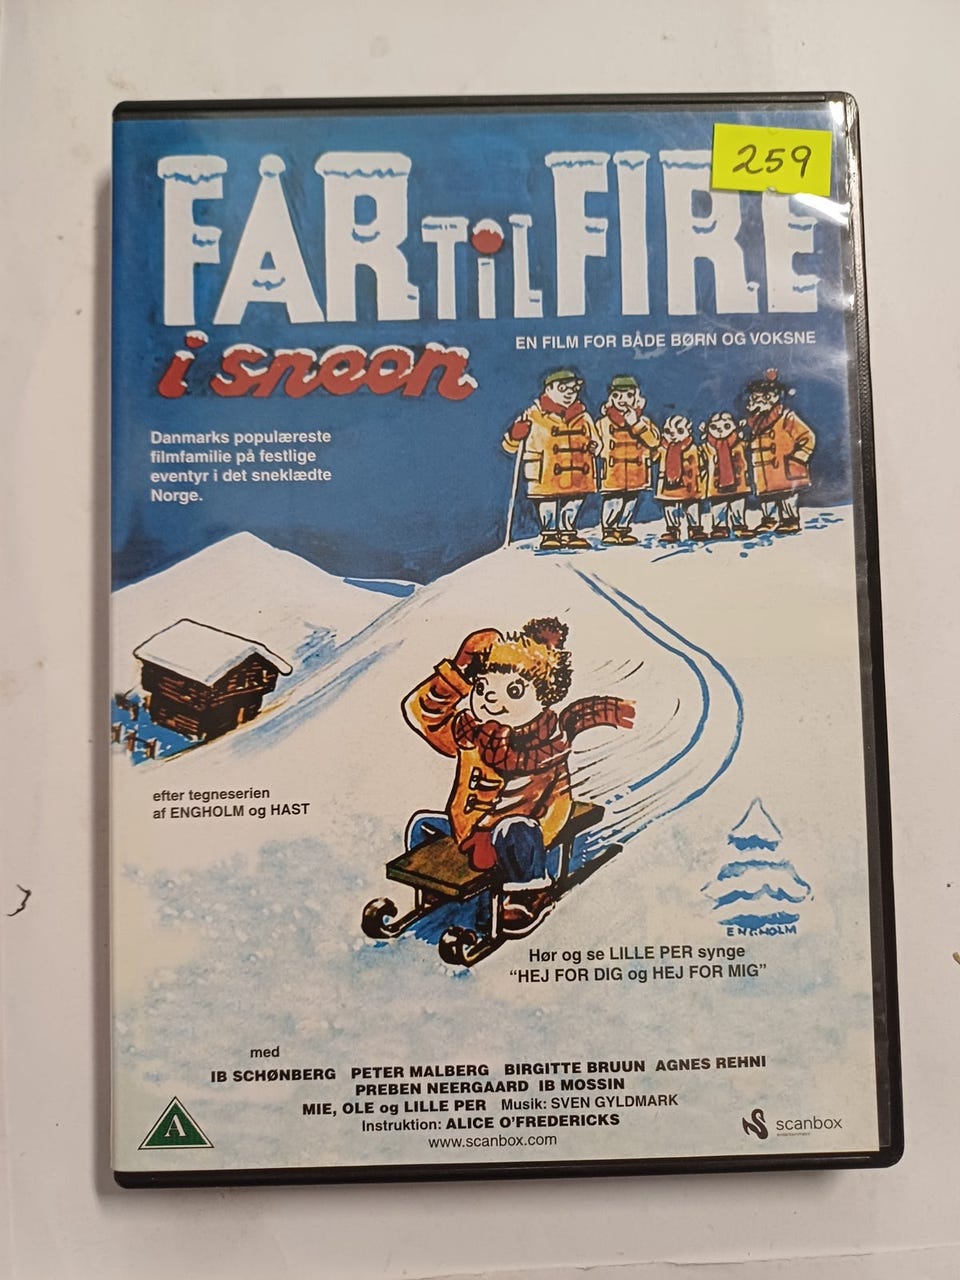 259
FAR TIL FIRE
i sneen
EN FILM FOR BÅDE BØRN OG VOKSNE
Danmarks populæreste
filmfamilie på festlige
eventyr i det sneklædte
Norge.
efter tegneserien
af ENGHOLM og HAST
ENGHOLM
Hør og se LILLE PER synge
"HEJ FOR DIG og HEJ FOR MIG"
med
IB SCHØNBERG PETER MALBERG BIRGITTE BRUUN AGNES REHNI
PREBEN NEERGAARD IB MOSSIN
MIE, OLE og LILLE PER Musik: SVEN GYLDMARK
Instruktion: ALICE O'FREDERICKS
www.scanbox.com
A
scanbox
entertainment